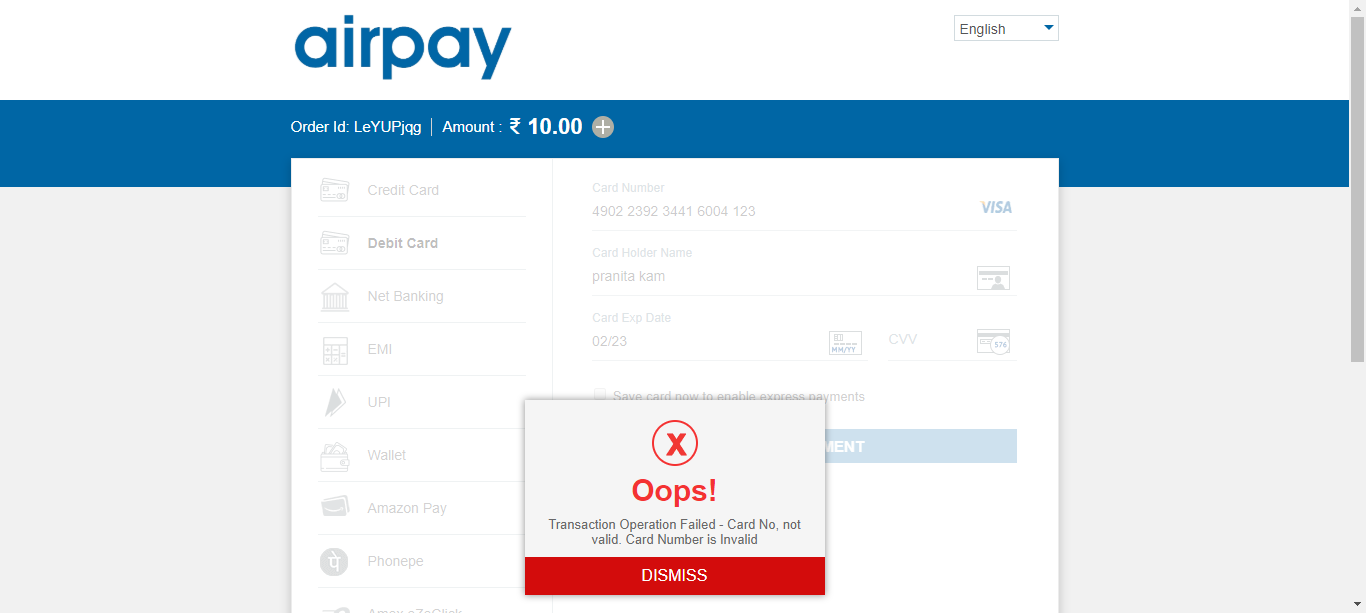 airpay
English
Order Id: LeYUPjqg Amount : ₹ 10.00
Credit Card
Debit Card
Net Banking
EMI
UPI
Wallet
Amazon Pay
Phonepe
Amex eZeClick
Card Number
4902 2392 3441 6004 123
VISA
Card Holder Name
pranita kam
Card Exp Date
02/23
MM/YY
CVV
576
Save card now to enable express payments
MENT
X
Oops!
Transaction Operation Failed - Card No, not
valid. Card Number is Invalid
DISMISS